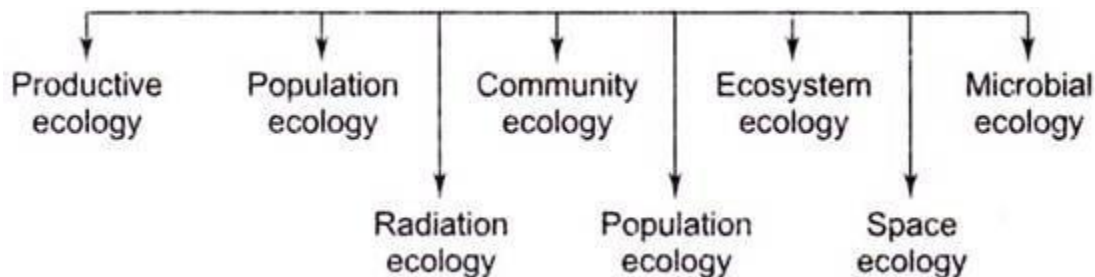 Productive
ecology
Population
ecology
Community
ecology
Ecosystem
ecology
Microbial
ecology
Radiation
ecology
Population
ecology
Space
ecology